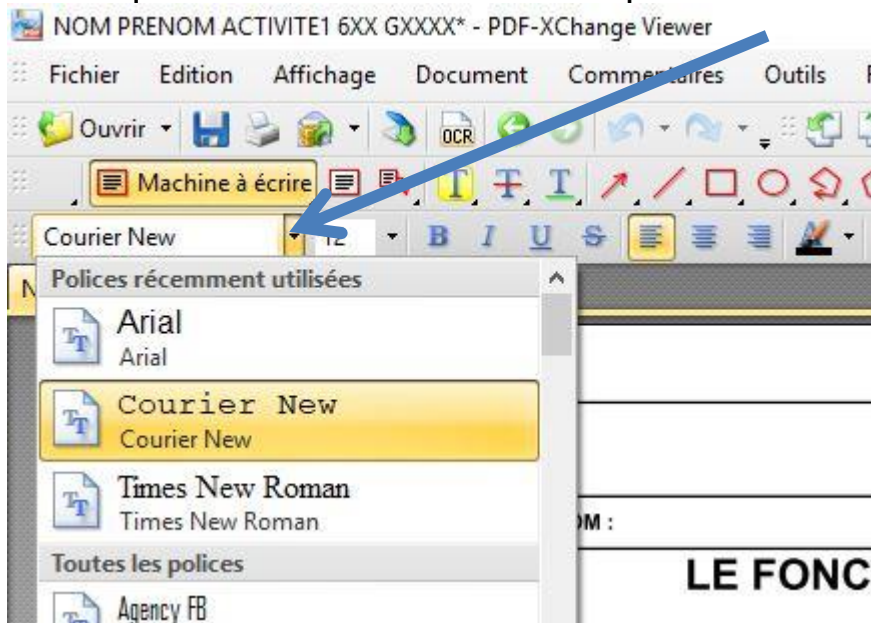 NOM PRENOM ACTIVITE1 6XX GXXXX* - PDF-XChange Viewer
Fichier Edition Affichage Document Commentaires Outils
Ouvrir OCR
Machine à écrire T T T
Courier New 12 B I U S
Polices récemment utilisées
Arial
Arial
Courier New
Courier New
Times New Roman
Times New Roman
OM :
Toutes les polices
LE FONC
Agency FB